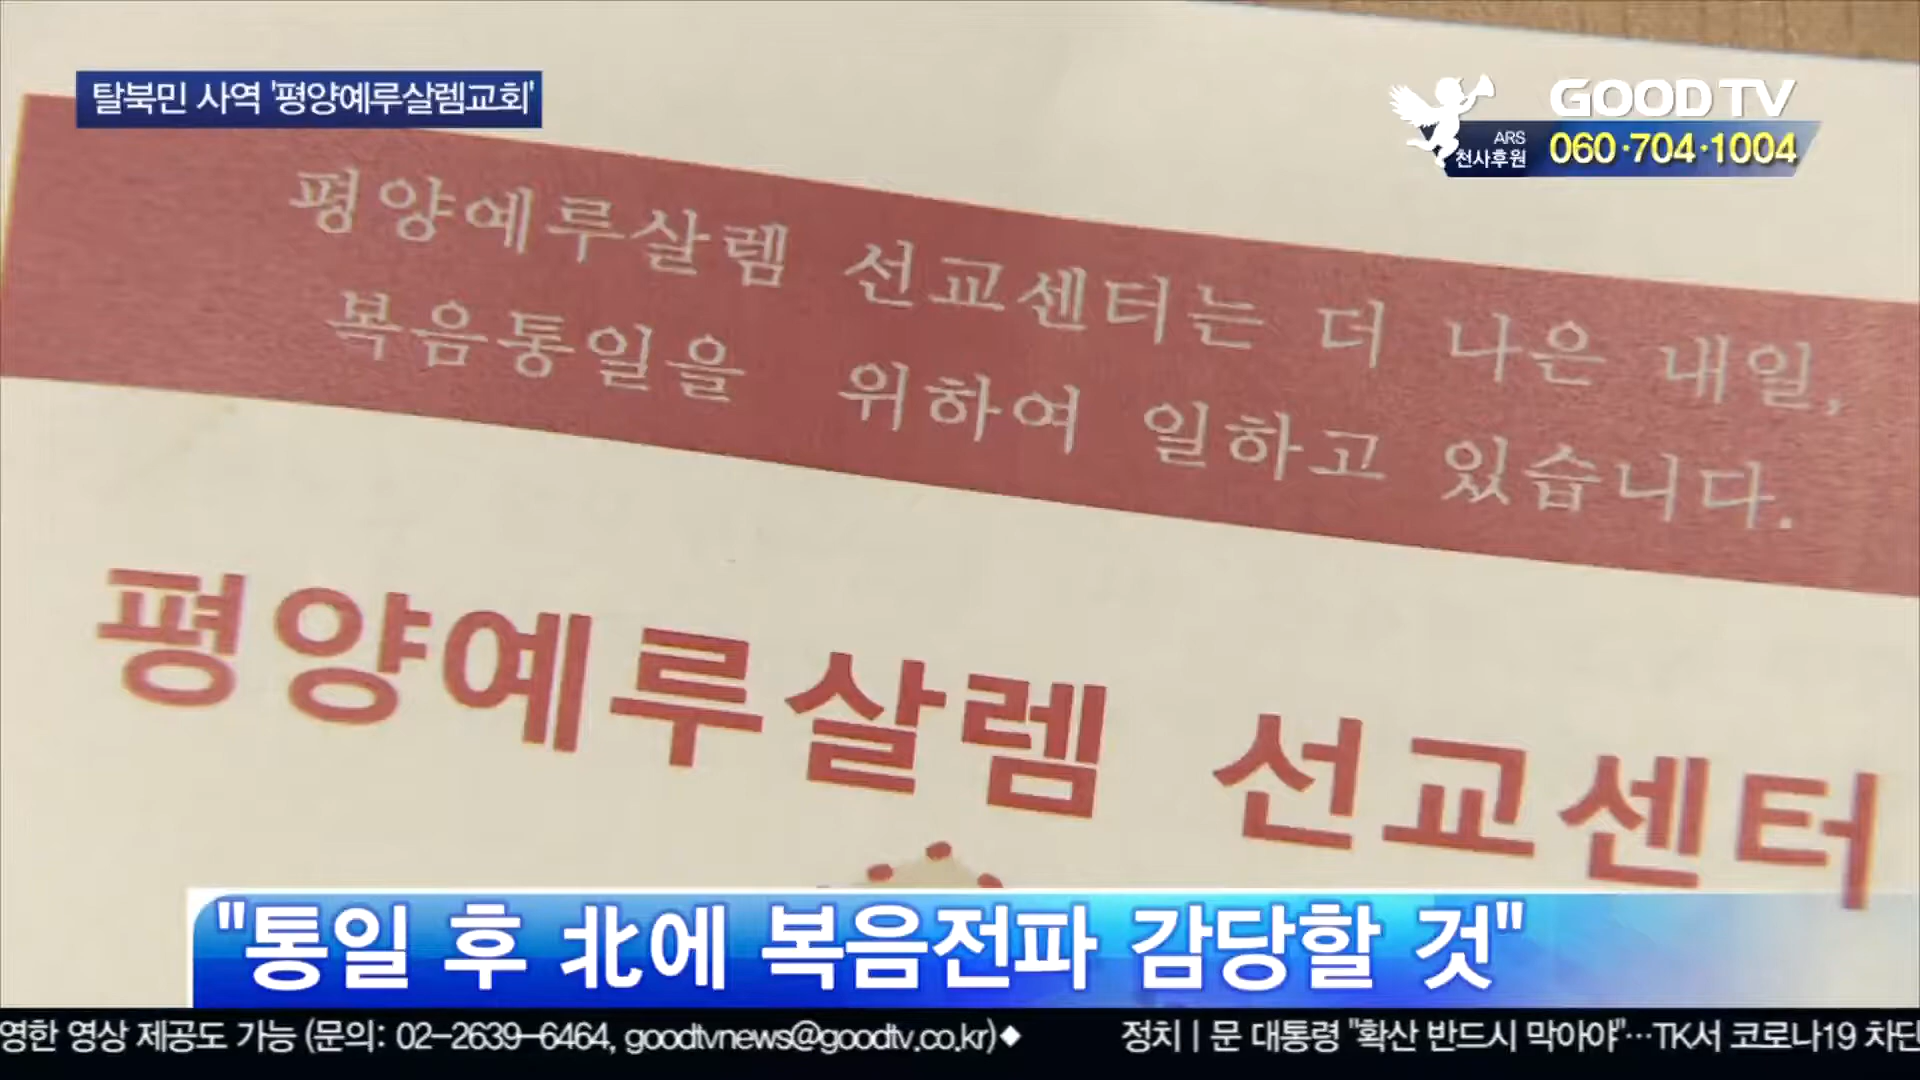 탈북민 사역 '평양예루살렘교회'
GOOD TV
ARS
천사후원
060·704·1004
평양예루살렘 선교센터는 더 나은 내일,
복음통일을 위하여 일하고 있습니다.
평양예루살렘 선교센터
"통일 후 北에 복음전파 감당할 것"
영한 영상 제공도 가능 (문의: 02-2639-6464, goodtvnews@goodtv.co.kr)◆ 정치 | 문 대통령 "확산 반드시 막아야"…TK서 코로나19 차단